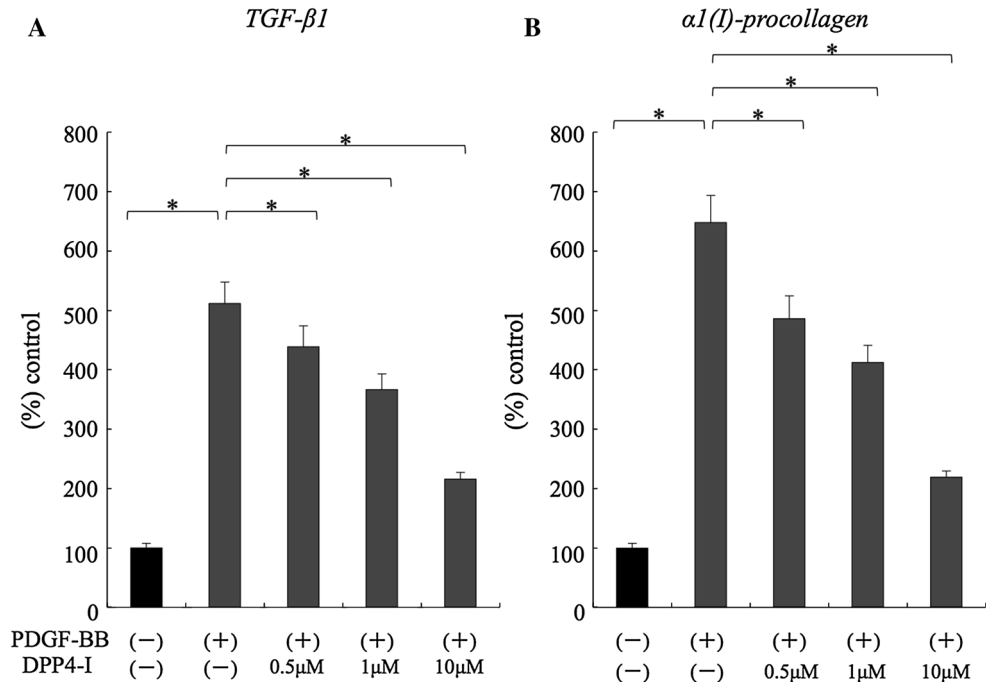 A TGF-β1
B α1(I)-procollagen
* * * *
* * * *
(%) control
800
700
600
500
400
300
200
100
0
(%) control
800
700
600
500
400
300
200
100
0
PDGF-BB (−) (+) (+) (+) (+) (−) (+) (+) (+) (+)
DPP4-I (−) (−) 0.5μM 1μM 10μM (−) (−) 0.5μM 1μM 10μM